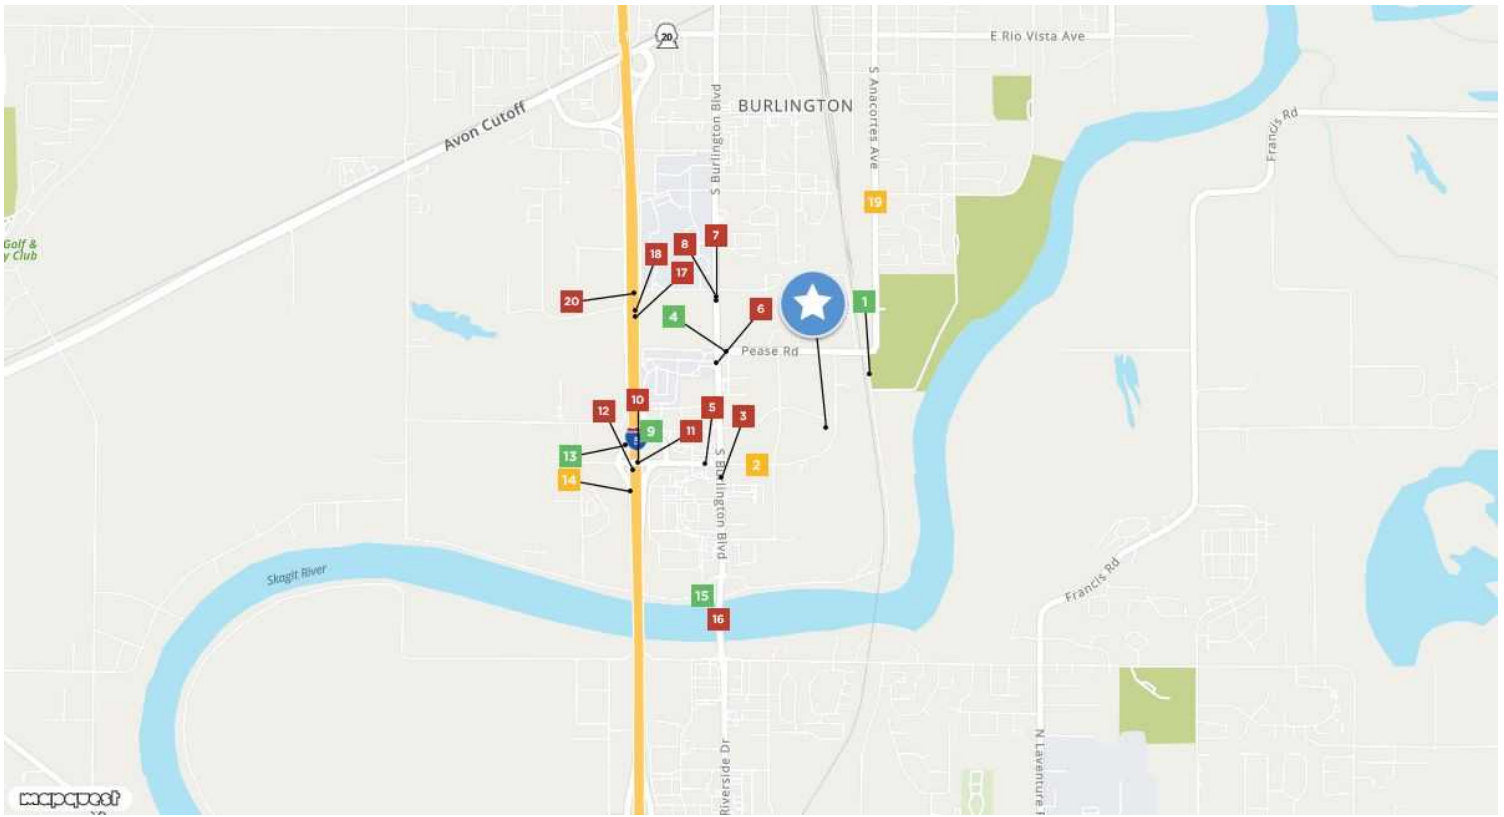 20
E Rio Vista Ave
S Burlington Blvd
BURLINGTON
S Anacortes Ave
Francis Rd
Avon Cutoff
19
Golf &
y Club
7
8
18
17
20
1
6
4
Pease Rd
10
5
12
3
9
11
5
13
2
14
S Burlington Blvd
Skagit River
Francis Rd
15
16
Riverside Dr
N Laventure R
mapquest